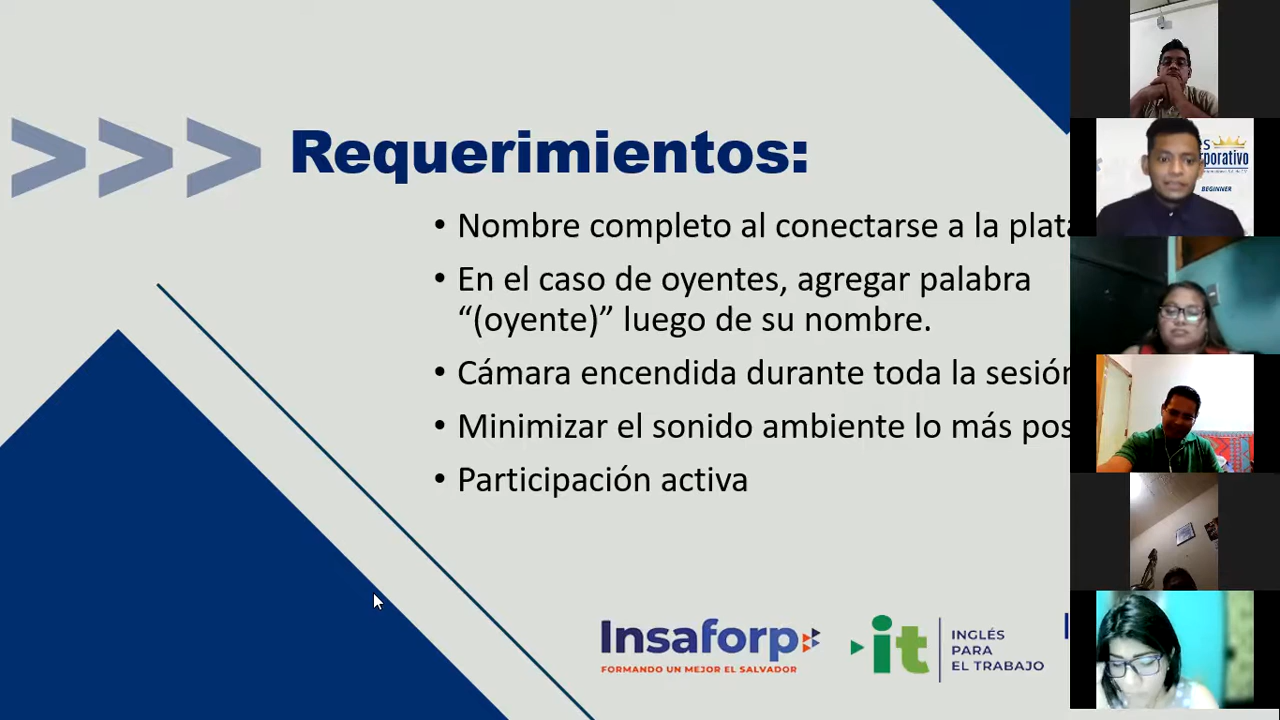 >>> Requerimientos:
• Nombre completo al conectarse a la
• En el caso de oyentes, agregar palabra
“(oyente)” luego de su nombre.
• Cámara encendida durante toda la sesión
• Minimizar el sonido ambiente lo más
• Participación activa
Insaforp
FORMANDO UN MEJOR EL SALVADOR
it
INGLÉS
PARA
EL TRABAJO
BEGINNER